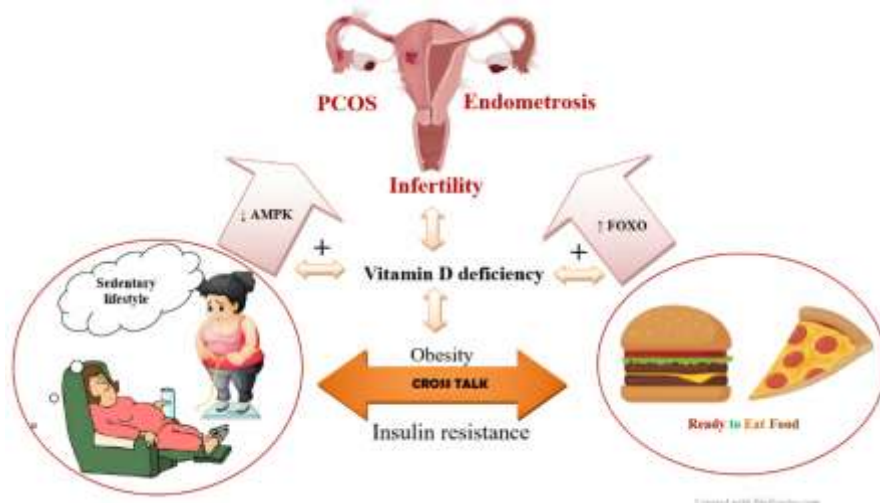 PCOS
Endometrosis
Infertility
↓ AMPK
↑ FOXO
+
+
Vitamin D deficiency
Sedentary
lifestyle
Obesity
CROSS TALK
Insulin resistance
Ready to Eat Food